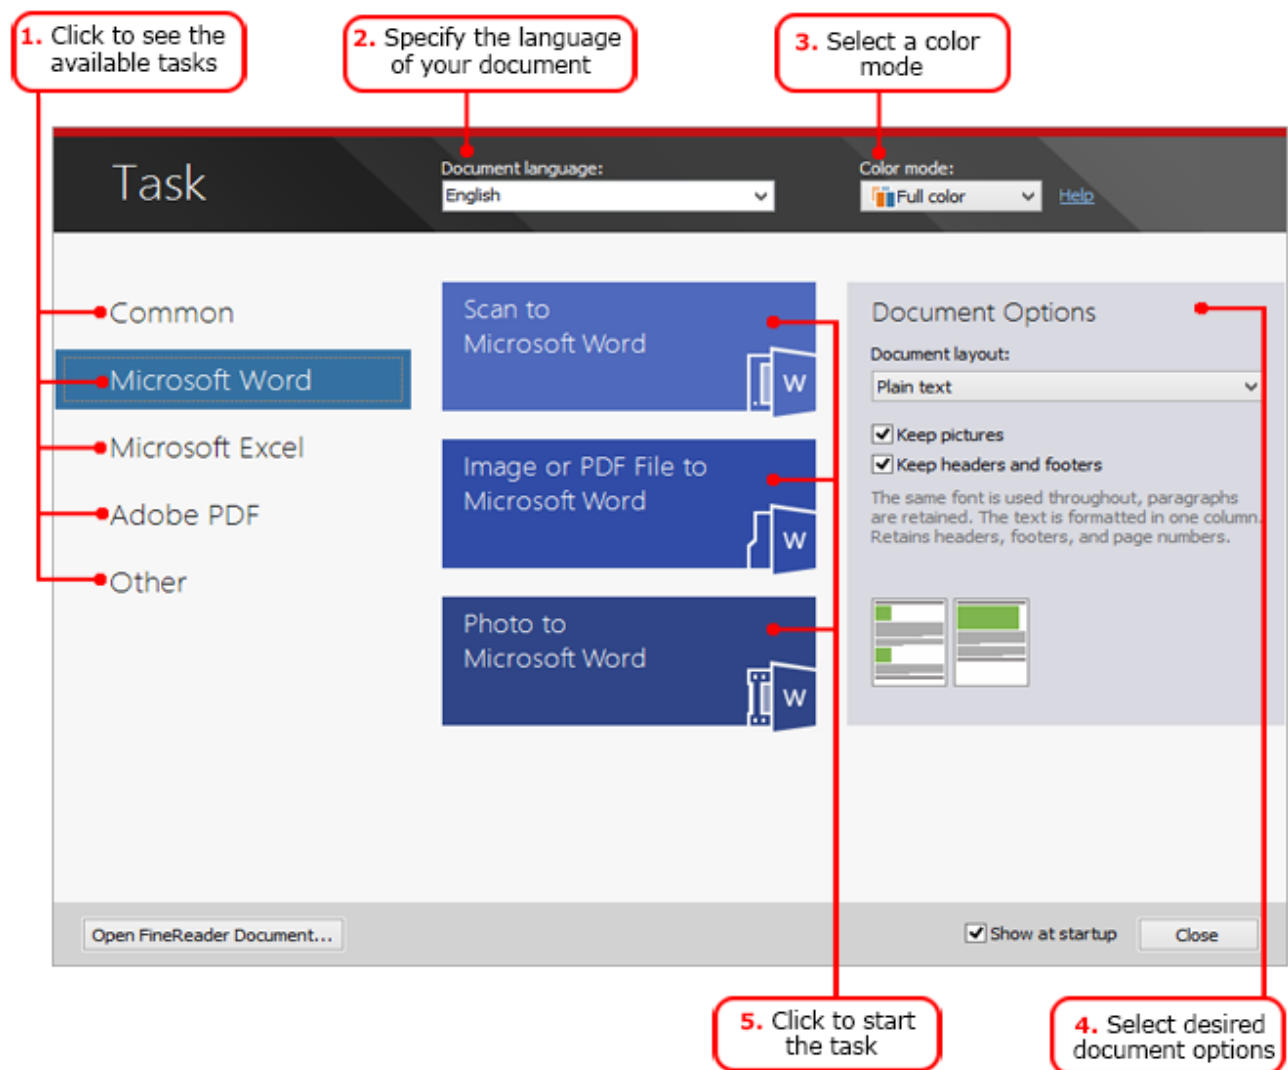 1. Click to see the
available tasks
2. Specify the language
of your document
3. Select a color
mode
Task
Document language:
English
Color mode:
Full color
Help
Common
Microsoft Word
Microsoft Excel
Adobe PDF
Other
Scan to
Microsoft Word
W
Image or PDF File to
Microsoft Word
W
Photo to
Microsoft Word
W
Document Options
Document layout:
Plain text
Keep pictures
Keep headers and footers
The same font is used throughout, paragraphs
are retained. The text is formatted in one column.
Retains headers, footers, and page numbers.
Open FineReader Document...
Show at startup
Close
5. Click to start
the task
4. Select desired
document options